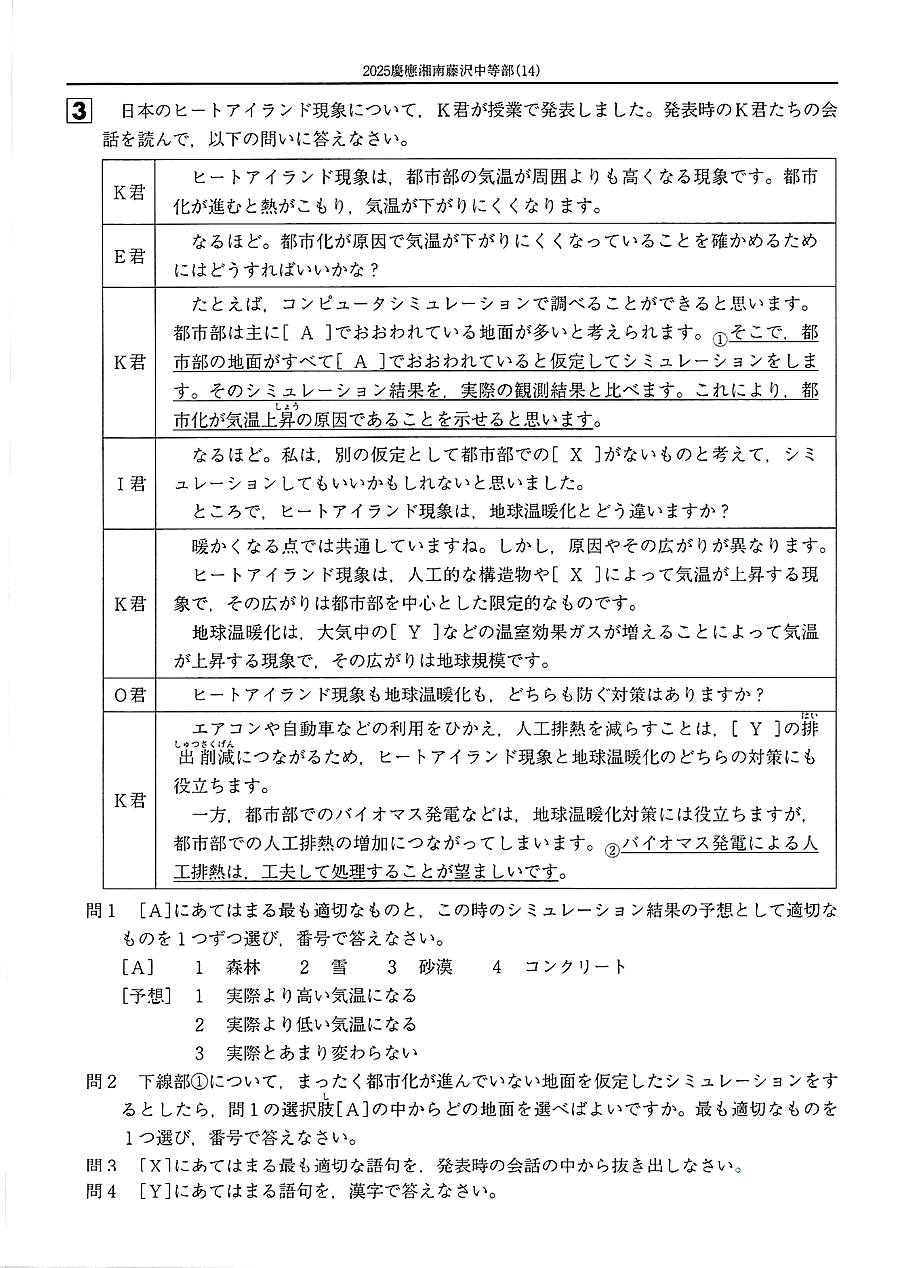 2025慶應湘南藤沢中等部(14)
3 日本のヒートアイランド現象について，K君が授業で発表しました。発表時のK君たちの会
話を読んで，以下の問いに答えなさい。
K君
ヒートアイランド現象は，都市部の気温が周囲よりも高くなる現象です。都市
化が進むと熱がこもり，気温が下がりにくくなります。
E君
なるほど。都市化が原因で気温が下がりにくくなっていることを確かめるため
にはどうすればいいかな？
K君
たとえば，コンピュータシミュレーションで調べることができると思います。
都市部は主に[ A ]でおおわれている地面が多いと考えられます。①そこで，都
市部の地面がすべて[ A ]でおおわれていると仮定してシミュレーションをしま
す。そのシミュレーション結果を，実際の観測結果と比べます。これにより，都
しょう
市化が気温上昇の原因であることを示せると思います。
I君
なるほど。私は，別の仮定として都市部での[ X ]がないものと考えて，シミ
ュレーションしてもいいかもしれないと思いました。
ところで，ヒートアイランド現象は，地球温暖化とどう違いますか？
K君
暖かくなる点では共通していますね。しかし，原因やその広がりが異なります。
ヒートアイランド現象は，人工的な構造物や[ X ]によって気温が上昇する現
象で，その広がりは都市部を中心とした限定的なものです。
地球温暖化は，大気中の[ Y ]などの温室効果ガスが増えることによって気温
が上昇する現象で，その広がりは地球規模です。
O君
ヒートアイランド現象も地球温暖化も，どちらも防ぐ対策はありますか？
K君
はい
エアコンや自動車などの利用をひかえ，人工排熱を減らすことは，[ Y ]の排
しゅつさくげん
出削減につながるため，ヒートアイランド現象と地球温暖化のどちらの対策にも
役立ちます。
一方，都市部でのバイオマス発電などは，地球温暖化対策には役立ちますが，
都市部での人工排熱の増加につながってしまいます。②バイオマス発電による人
工排熱は，工夫して処理することが望ましいです。
問1 [A]にあてはまる最も適切なものと，この時のシミュレーション結果の予想として適切な
ものを1つずつ選び，番号で答えなさい。
[A] 1 森林 2 雪 3 砂漠 4 コンクリート
[予想] 1 実際より高い気温になる
2 実際より低い気温になる
3 実際とあまり変わらない
問2 下線部①について，まったく都市化が進んでいない地面を仮定したシミュレーションをす
し
るとしたら，問1の選択肢[A]の中からどの地面を選べばよいですか。最も適切なものを
1つ選び，番号で答えなさい。
問3 [X]にあてはまる最も適切な語句を，発表時の会話の中から抜き出しなさい。
問4 [Y]にあてはまる語句を，漢字で答えなさい。